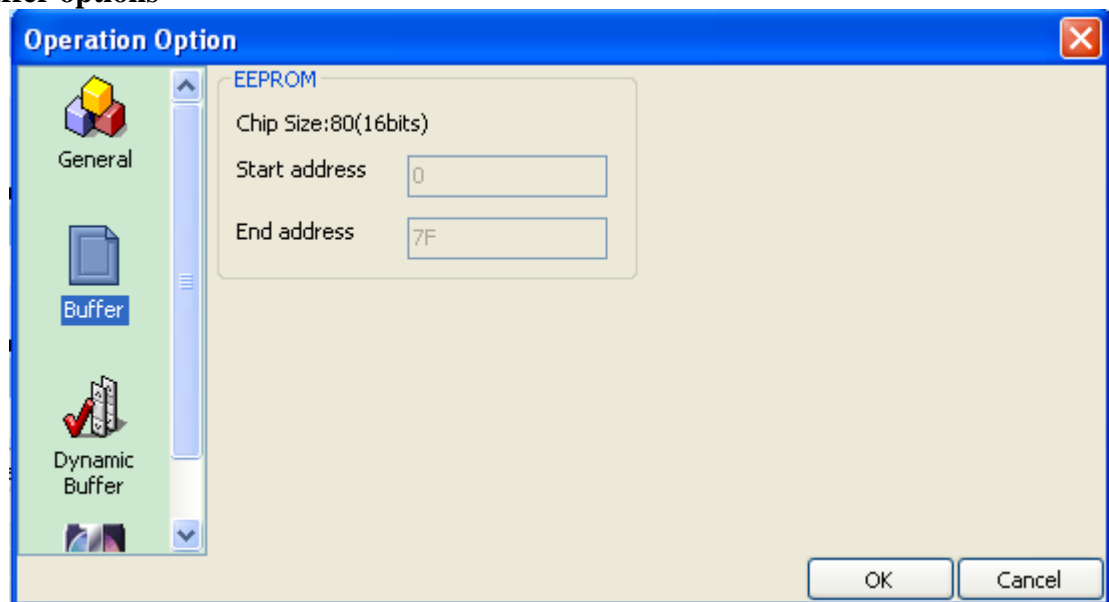 options
Operation Option
General
Buffer
Dynamic
Buffer
EEPROM
Chip Size:80(16bits)
Start address 0
End address 7F
OK Cancel